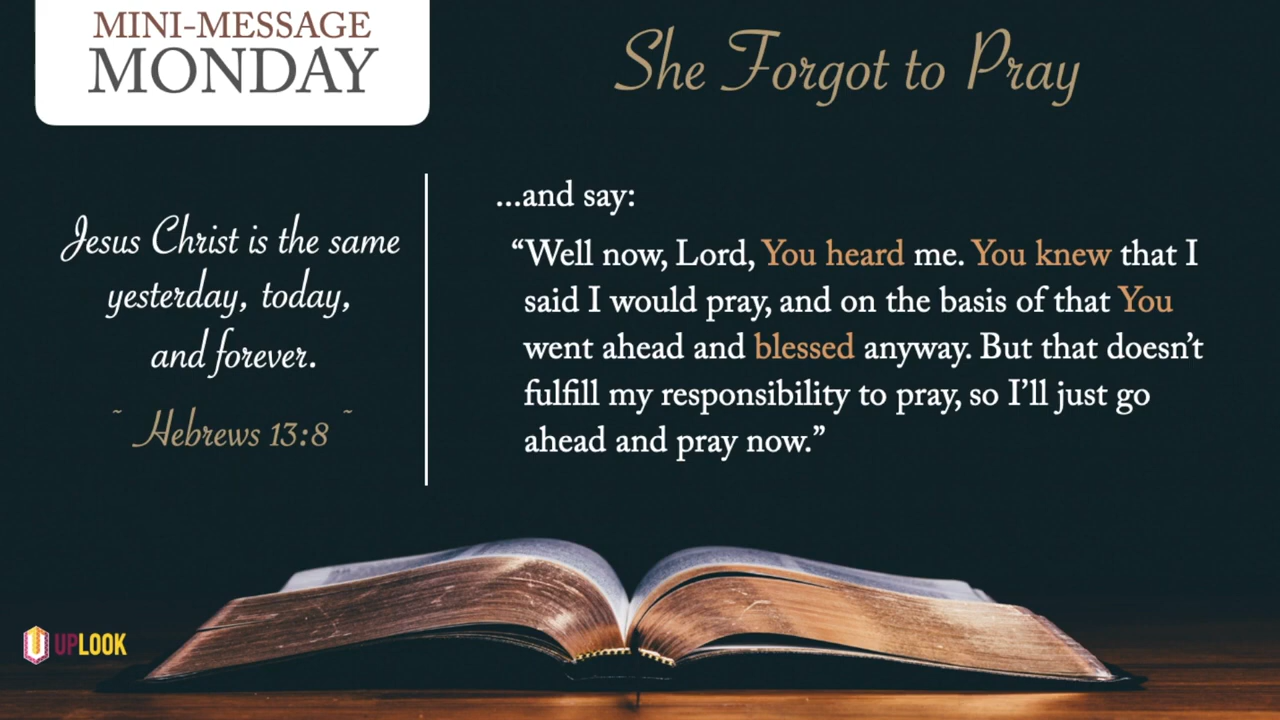 MINI-MESSAGE
MONDAY
She Forgot to Pray
Jesus Christ is the same
yesterday, today,
and forever.
~ Hebrews 13:8 ~
...and say:
“Well now, Lord, You heard me. You knew that I
said I would pray, and on the basis of that You
went ahead and blessed anyway. But that doesn’t
fulfill my responsibility to pray, so I’ll just go
ahead and pray now.”
UPLOOK